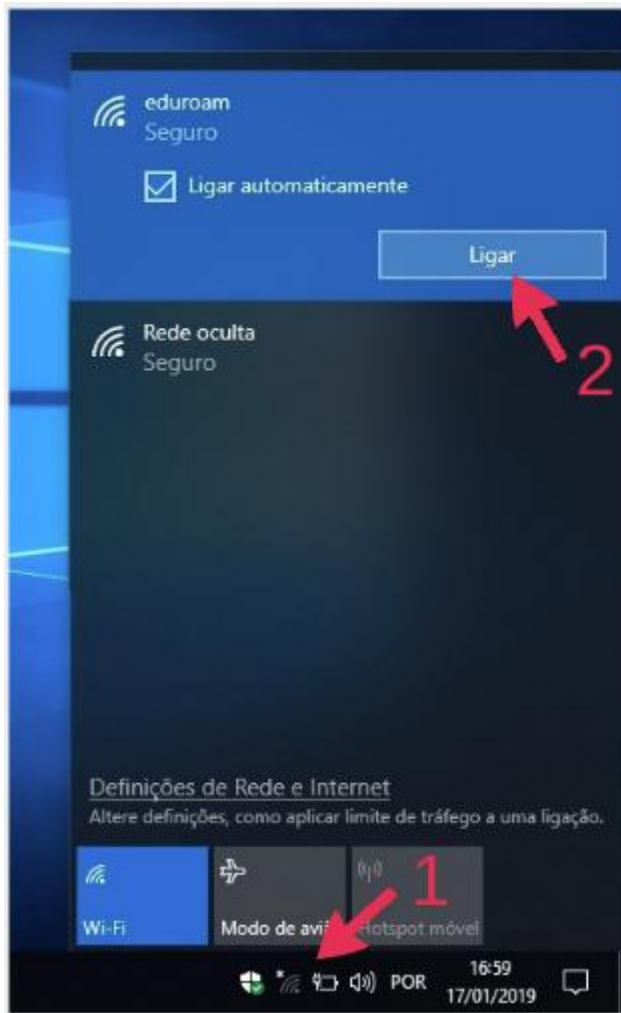 eduroam
Seguro
Ligar automaticamente
Ligar
2
Rede oculta
Seguro
Definições de Rede e Internet
Altere definições, como aplicar limite de tráfego a uma ligação.
1
Wi-Fi
Modo de avi
Hotspot móvel
POR
16:59
17/01/2019